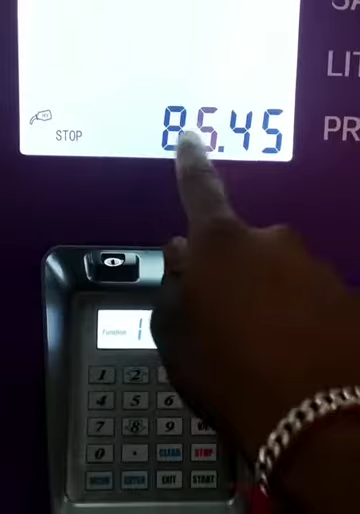 SA
LIT
85.45
PR
STOP
Function 1
1 2
4 5 6
7 8 9
0 . CLEAR STOP
ENTER EXIT START